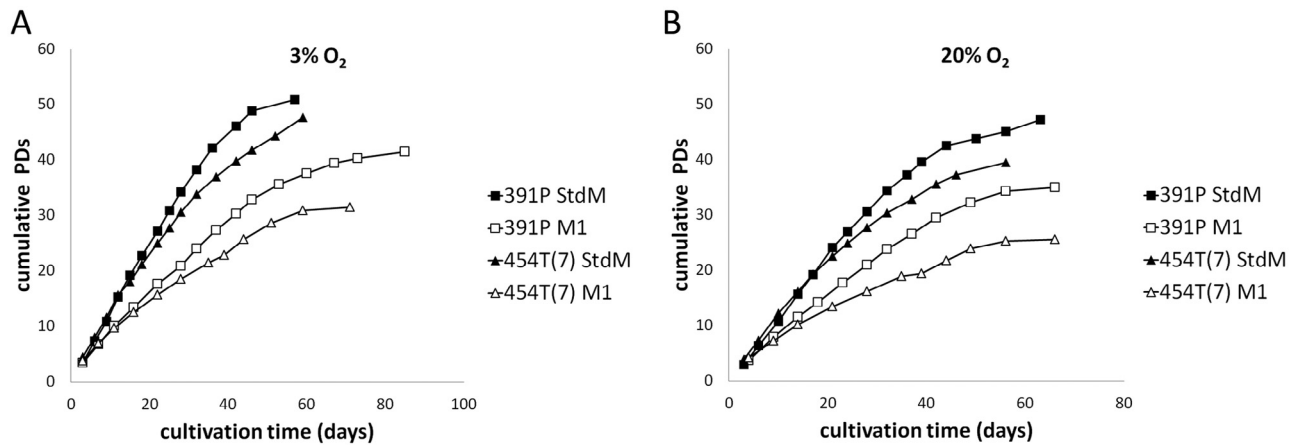 A
3% O₂
60
50
40
30
20
10
0
cumulative PDs
0 20 40 60 80 100
cultivation time (days)
391P StdM
391P M1
454T(7) StdM
454T(7) M1
B
20% O₂
60
50
40
30
20
10
0
cumulative PDs
0 20 40 60 80
cultivation time (days)
391P StdM
391P M1
454T(7) StdM
454T(7) M1